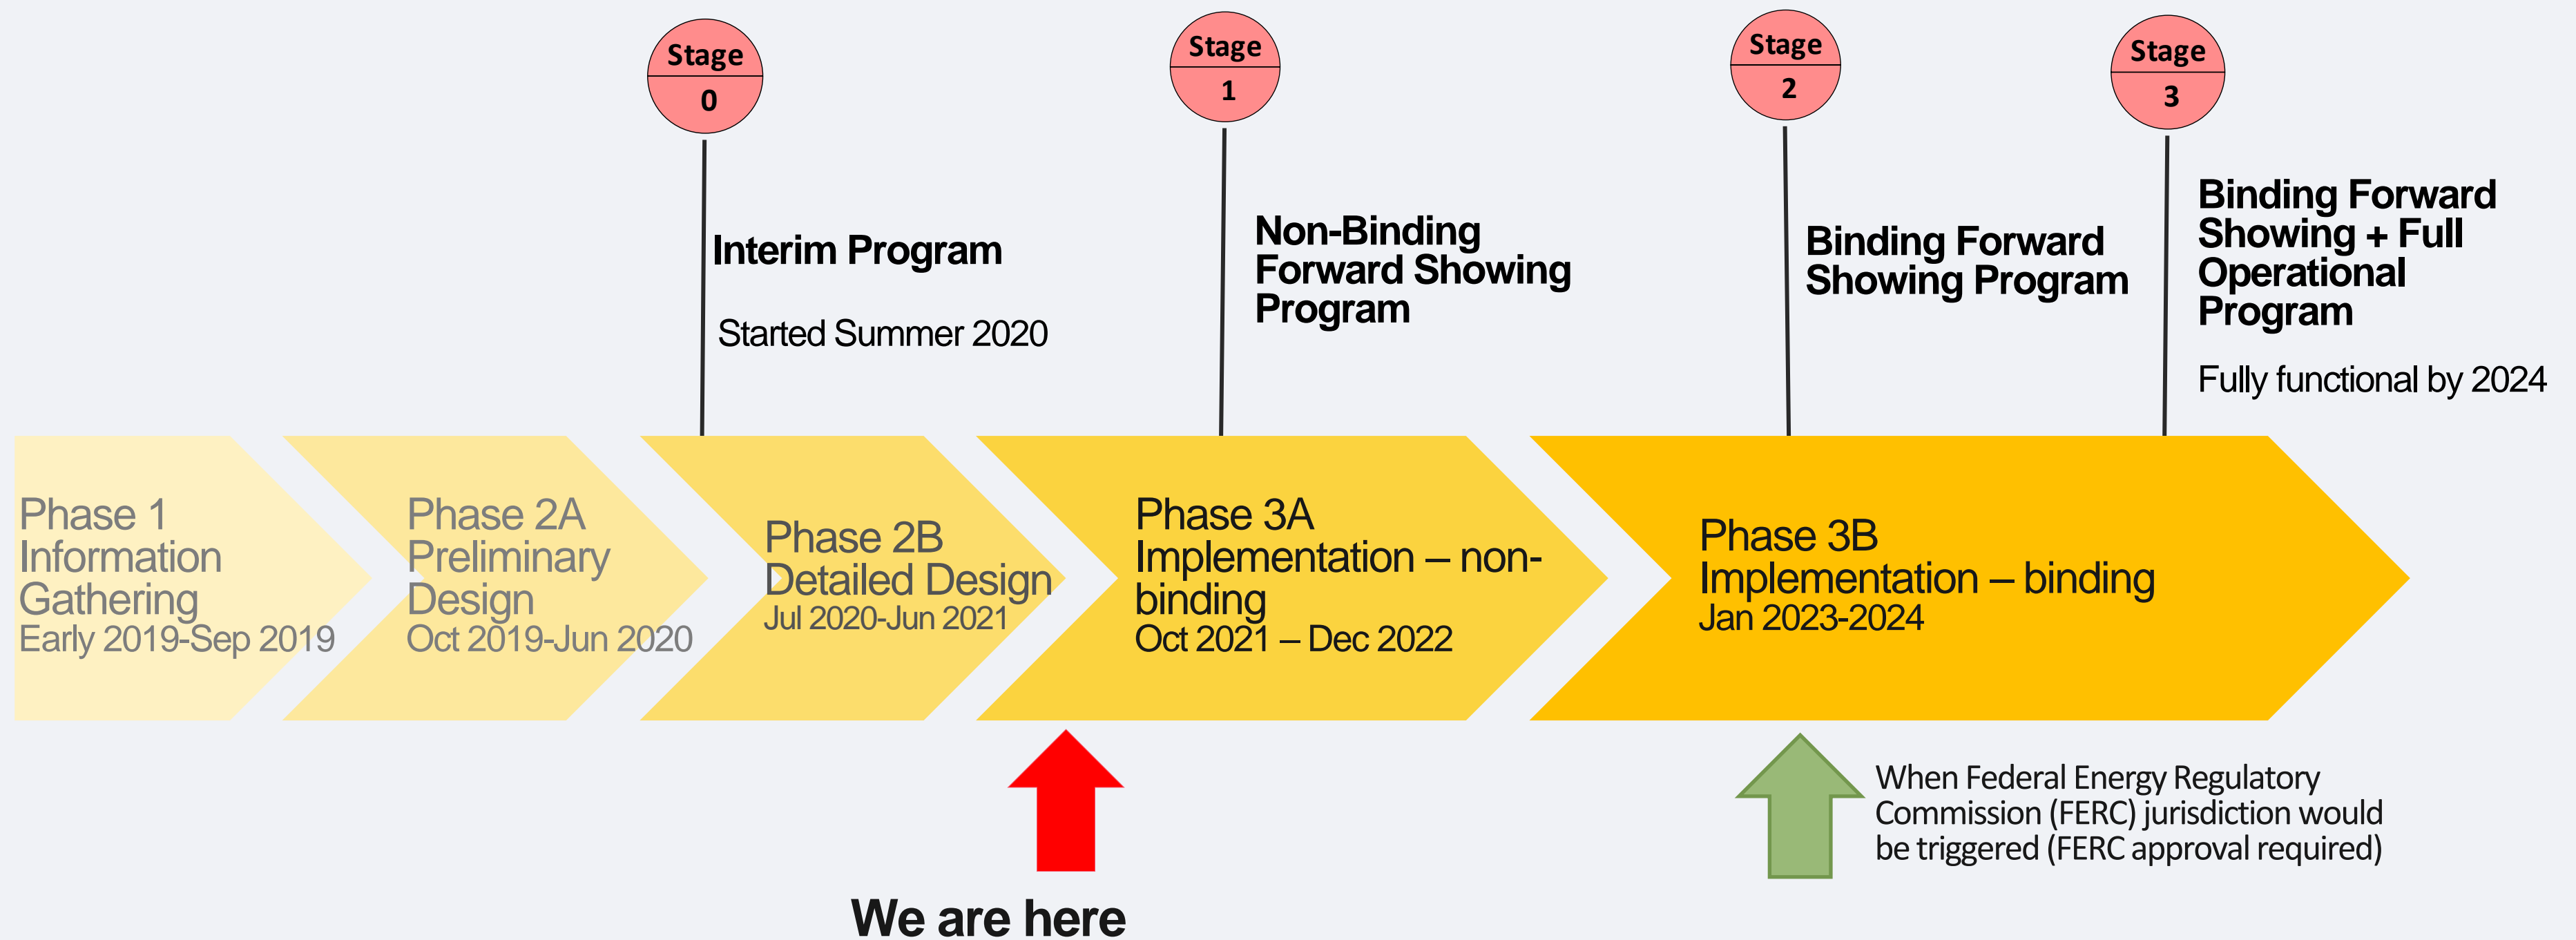 Stage
0
Stage
1
Stage
2
Stage
3
Interim Program
Started Summer 2020
Non-Binding
Forward Showing
Program
Binding Forward
Showing Program
Binding Forward
Showing + Full
Operational
Program
Fully functional by 2024
Phase 1
Information
Gathering
Early 2019-Sep 2019
Phase 2A
Preliminary
Design
Oct 2019-Jun 2020
Phase 2B
Detailed Design
Jul 2020-Jun 2021
Phase 3A
Implementation – non-
binding
Oct 2021 – Dec 2022
Phase 3B
Implementation – binding
Jan 2023-2024
We are here
When Federal Energy Regulatory
Commission (FERC) jurisdiction would
be triggered (FERC approval required)